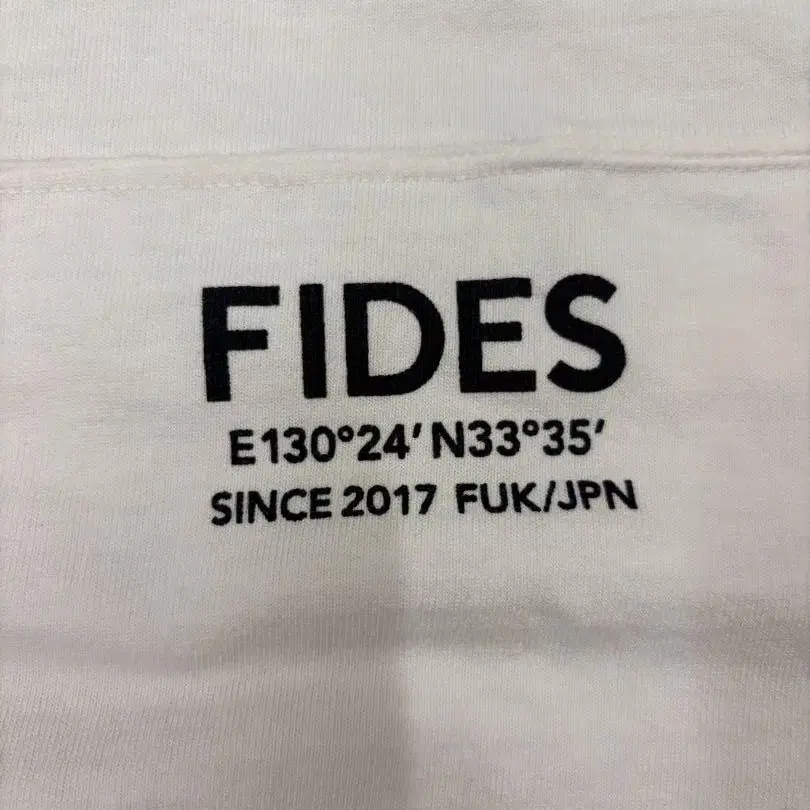 FIDES
E130°24′ N33°35′
SINCE 2017 FUK/JPN